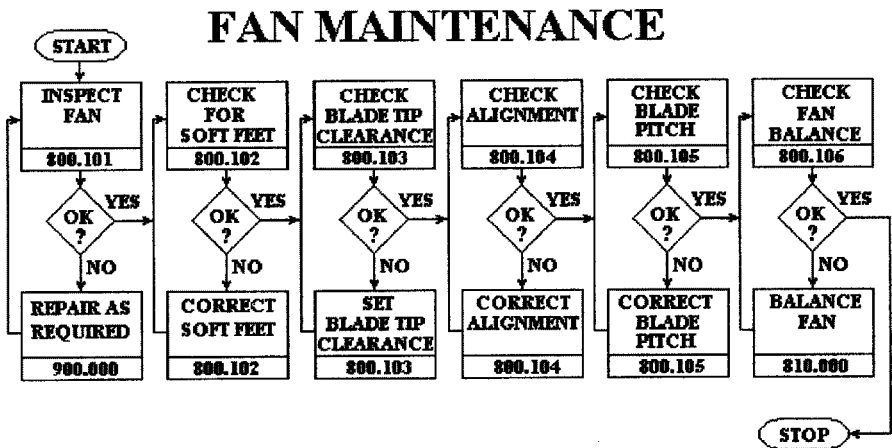 FAN MAINTENANCE
START
INSPECT
FAN
800.101
OK
?
YES
NO
REPAIR AS
REQUIRED
900.000
CHECK
FOR
SOFT FEET
800.102
OK
?
YES
NO
CORRECT
SOFT FEET
800.102
CHECK
BLADE TIP
CLEARANCE
800.103
OK
?
YES
NO
SET
BLADE TIP
CLEARANCE
800.103
CHECK
ALIGNMENT
800.104
OK
?
YES
NO
CORRECT
ALIGNMENT
800.104
CHECK
BLADE
PITCH
800.105
OK
?
YES
NO
CORRECT
BLADE
PITCH
800.105
CHECK
FAN
BALANCE
800.106
OK
?
YES
NO
BALANCE
FAN
810.000
STOP